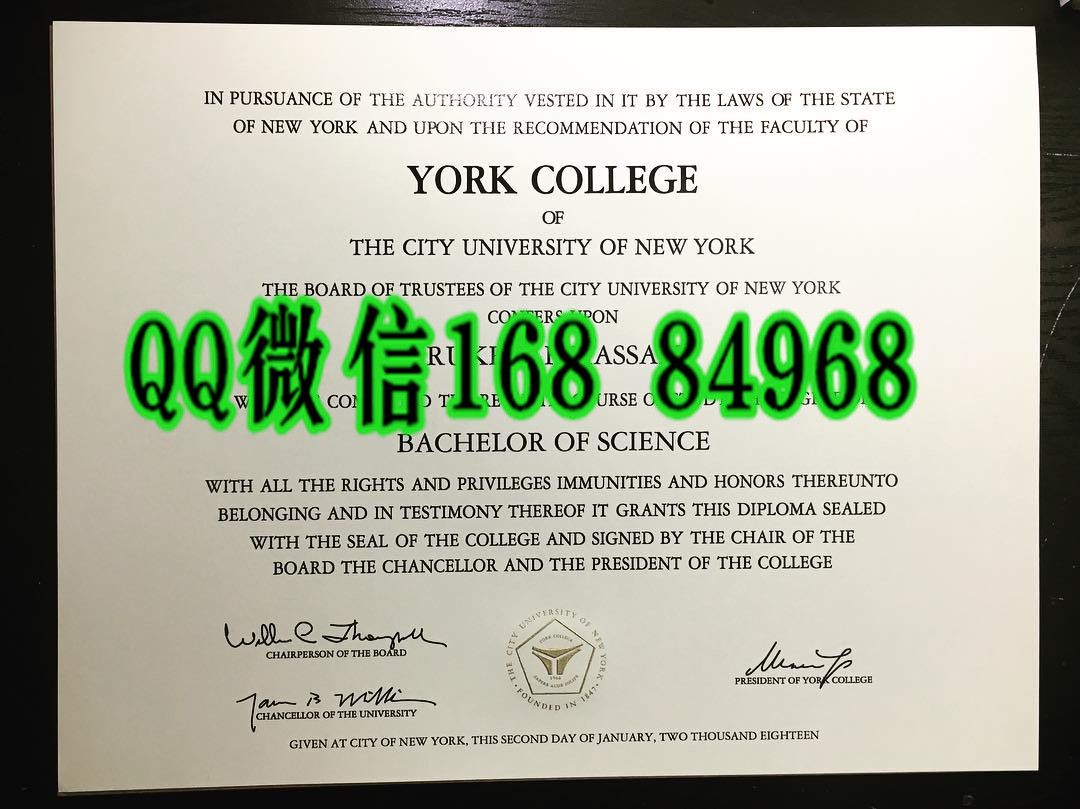 IN PURSUANCE OF THE AUTHORITY VESTED IN IT BY THE LAWS OF THE STATE
OF NEW YORK AND UPON THE RECOMMENDATION OF THE FACULTY OF
YORK COLLEGE
OF
THE CITY UNIVERSITY OF NEW YORK
THE BOARD OF TRUSTEES OF THE CITY UNIVERSITY OF NEW YORK
CONFERS UPON
QQ微信168 84968
BACHELOR OF SCIENCE
WITH ALL THE RIGHTS AND PRIVILEGES IMMUNITIES AND HONORS THEREUNTO
BELONGING AND IN TESTIMONY THEREOF IT GRANTS THIS DIPLOMA SEALED
WITH THE SEAL OF THE COLLEGE AND SIGNED BY THE CHAIR OF THE
BOARD THE CHANCELLOR AND THE PRESIDENT OF THE COLLEGE
CHAIRPERSON OF THE BOARD
THE CITY UNIVERSITY OF NEW YORK
YORK COLLEGE
1966
FOUNDED IN 1847
PRESIDENT OF YORK COLLEGE
CHANCELLOR OF THE UNIVERSITY
GIVEN AT CITY OF NEW YORK, THIS SECOND DAY OF JANUARY, TWO THOUSAND EIGHTEEN